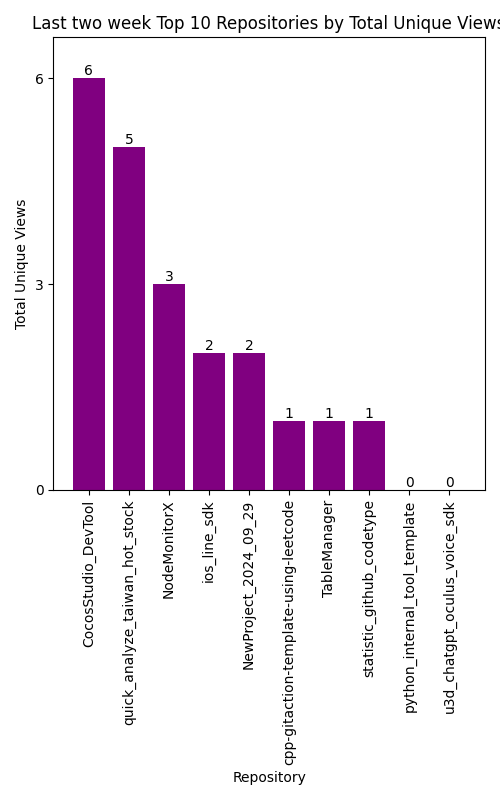 Last two week Top 10 Repositories by Total Unique Views
6
5
3
2
2
1
1
1
0
0
6
3
0
Total Unique Views
CocosStudio_DevTool
quick_analyze_taiwan_hot_stock
NodeMonitorX
ios_line_sdk
NewProject_2024_09_29
cpp-gitaction-template-using-leetcode
TableManager
statistic_github_codetype
python_internal_tool_template
u3d_chatgpt_oculus_voice_sdk
Repository